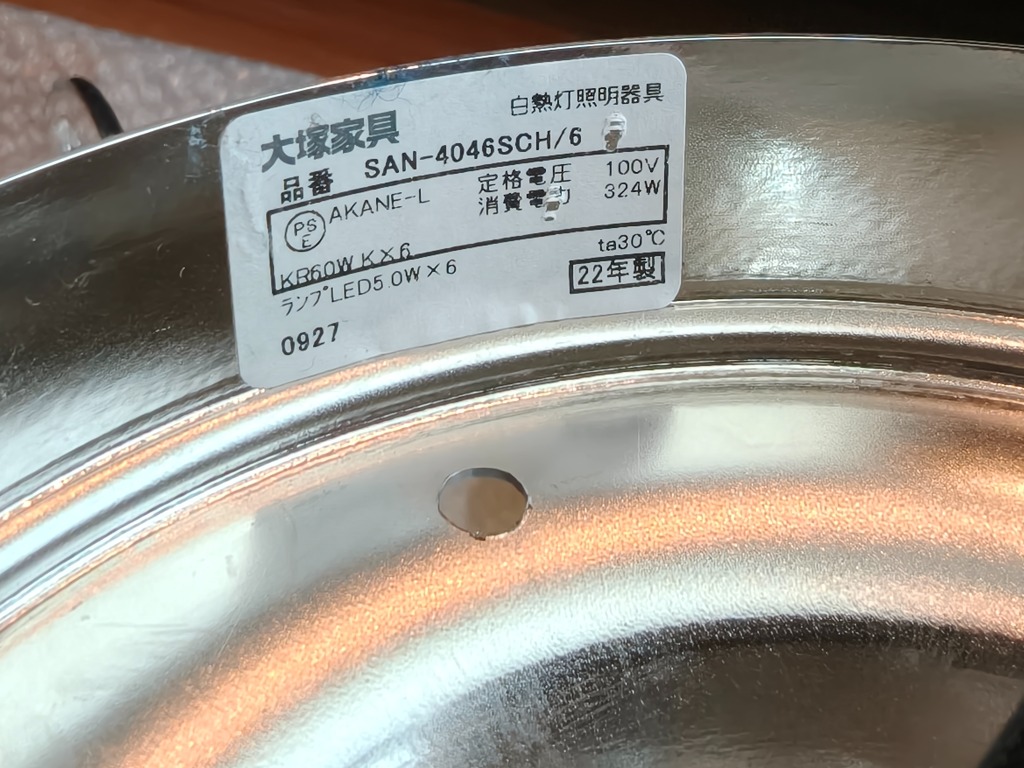 白熱灯照明器具
大塚家具
品番 SAN-4046SCH/6
PS E AKANE-L 定格電圧 100V
消費電力 324W
KR60W K×6
ta30℃
ランプLED5.0W×6
22年製
0927